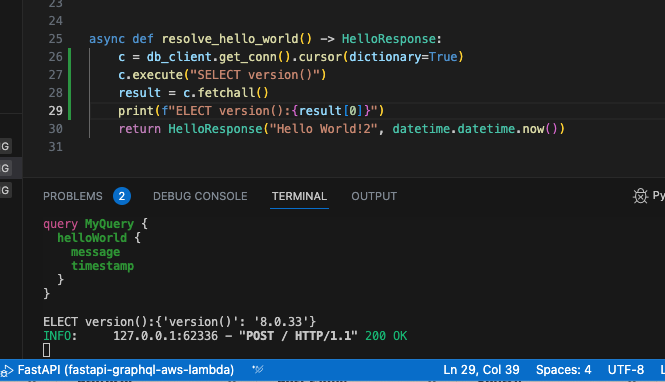 23
24
25 async def resolve_hello_world() -> HelloResponse:
26 c = db_client.get_conn().cursor(dictionary=True)
27 c.execute("SELECT version()")
28 result = c.fetchall()
29 print(f"ELECT version():{result[0]}")
30 return HelloResponse("Hello World!2", datetime.datetime.now())
31
G
G
G
PROBLEMS 2 DEBUG CONSOLE TERMINAL OUTPUT Py
query MyQuery {
helloWorld {
message
timestamp
}
}
ELECT version():{'version()': '8.0.33'}
INFO: 127.0.0.1:62336 - "POST / HTTP/1.1" 200 OK
FastAPI (fastapi-graphql-aws-lambda) Ln 29, Col 39 Spaces: 4 UTF-8 L